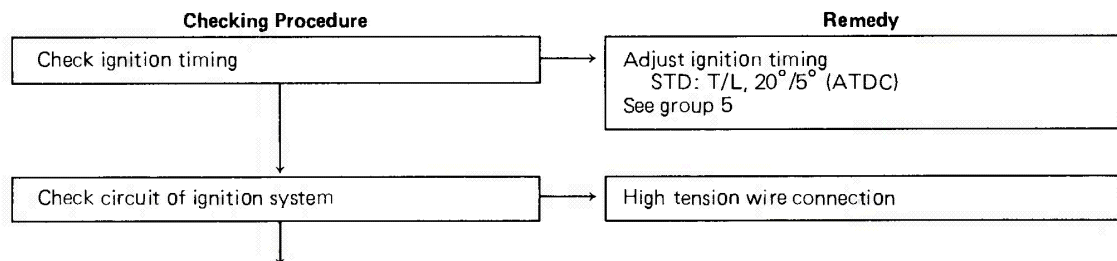 Checking Procedure
Remedy
Check ignition timing
Adjust ignition timing
STD: T/L, 20°/5° (ATDC)
See group 5
Check circuit of ignition system
High tension wire connection